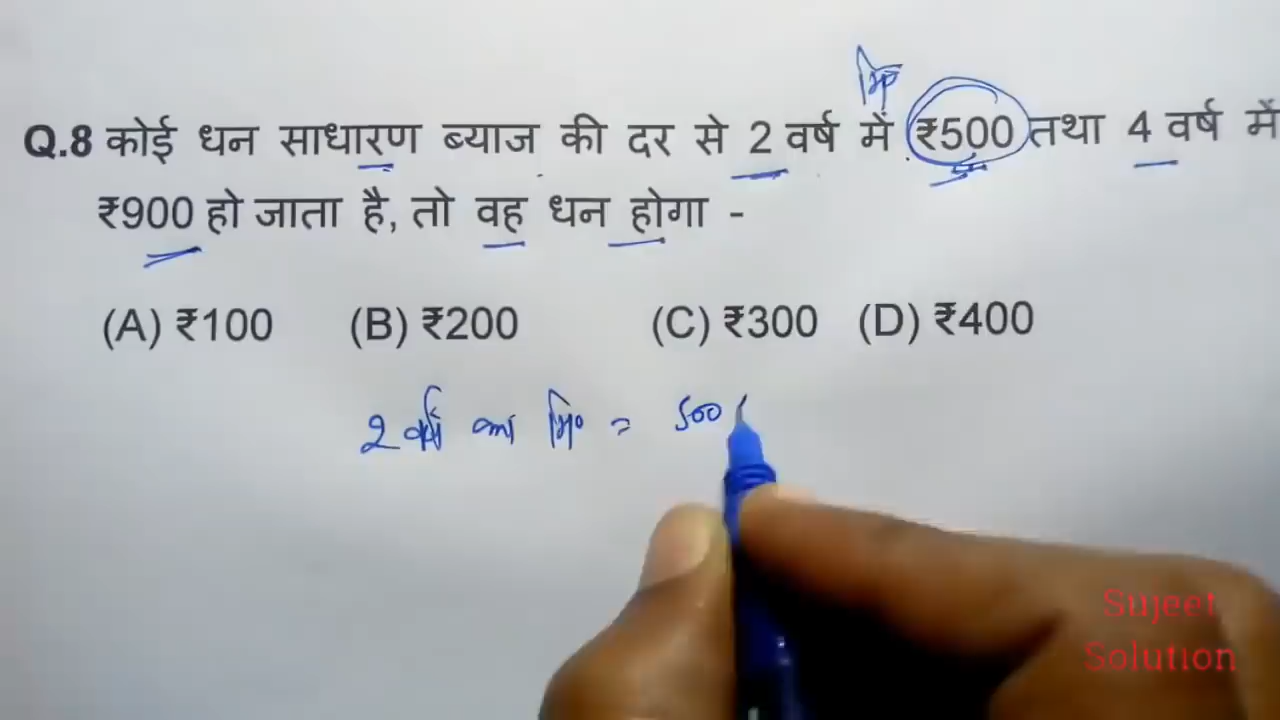 मि०
Q.8 कोई धन साधारण ब्याज की दर से 2 वर्ष में ₹500 तथा 4 वर्ष में
₹900 हो जाता है, तो वह धन होगा -
(A) ₹100 (B) ₹200 (C) ₹300 (D) ₹400
2 वर्ष का मि० = 500
Sujeet
Solution